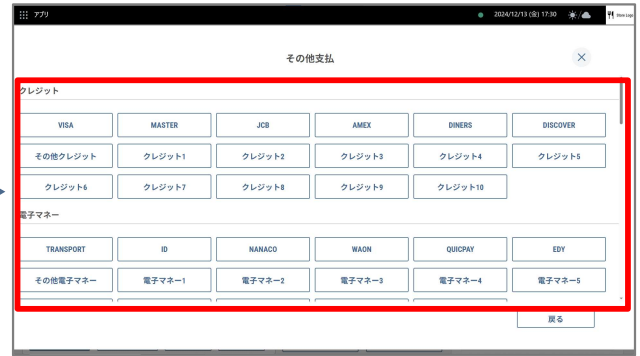 アプリ 2024/12/13 (金) 17:30 Store Logo
その他支払
クレジット
VISA MASTER JCB AMEX DINERS DISCOVER
その他クレジット クレジット1 クレジット2 クレジット3 クレジット4 クレジット5
クレジット6 クレジット7 クレジット8 クレジット9 クレジット10
電子マネー
TRANSPORT ID NANACO WAON QUICPAY EDY
その他電子マネー 電子マネー1 電子マネー2 電子マネー3 電子マネー4 電子マネー5
戻る